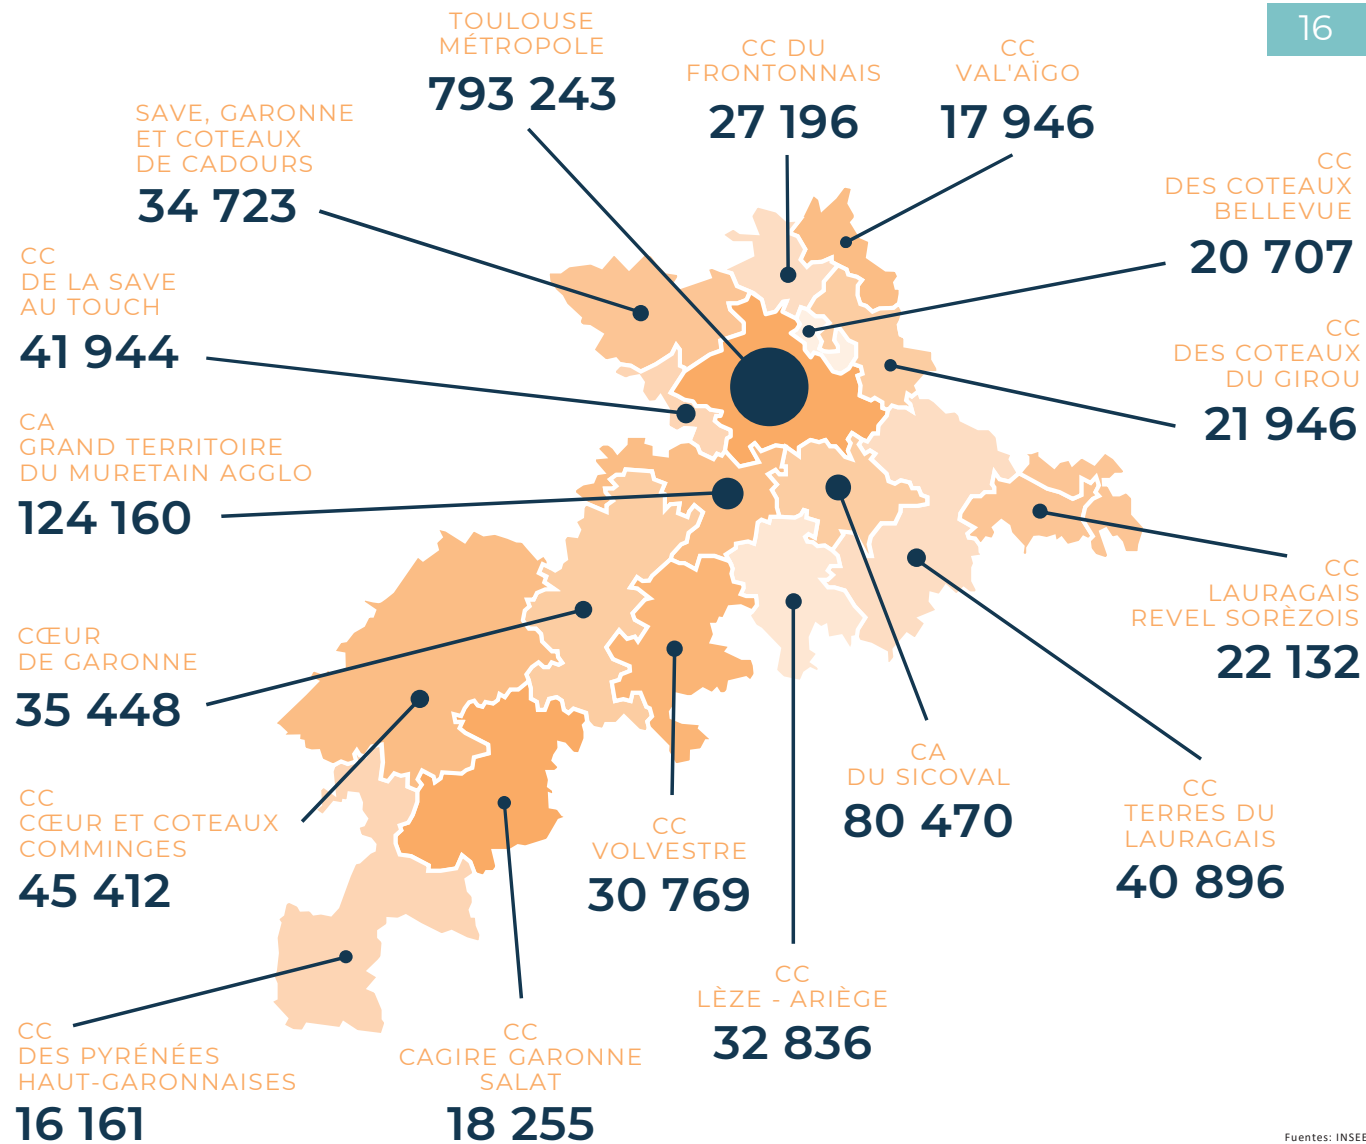 16
TOULOUSE
MÉTROPOLE
793 243
CC DU
FRONTONNAIS
27 196
CC
VAL'AÏGO
17 946
SAVE, GARONNE
ET COTEAUX
DE CADOURS
34 723
CC
DES COTEAUX
BELLEVUE
20 707
CC
DE LA SAVE
AU TOUCH
41 944
CC
DES COTEAUX
DU GIROU
21 946
CA
GRAND TERRITOIRE
DU MURETAIN AGGLO
124 160
CC
LAURAGAIS
REVEL SORÈZOIS
22 132
CŒUR
DE GARONNE
35 448
CA
DU SICOVAL
80 470
CC
TERRES DU
LAURAGAIS
40 896
CC
CŒUR ET COTEAUX
COMMINGES
45 412
CC
VOLVESTRE
30 769
CC
LÈZE - ARIÈGE
32 836
CC
DES PYRÉNÉES
HAUT-GARONNAISES
16 161
CC
CAGIRE GARONNE
SALAT
18 255
Fuentes: INSEE